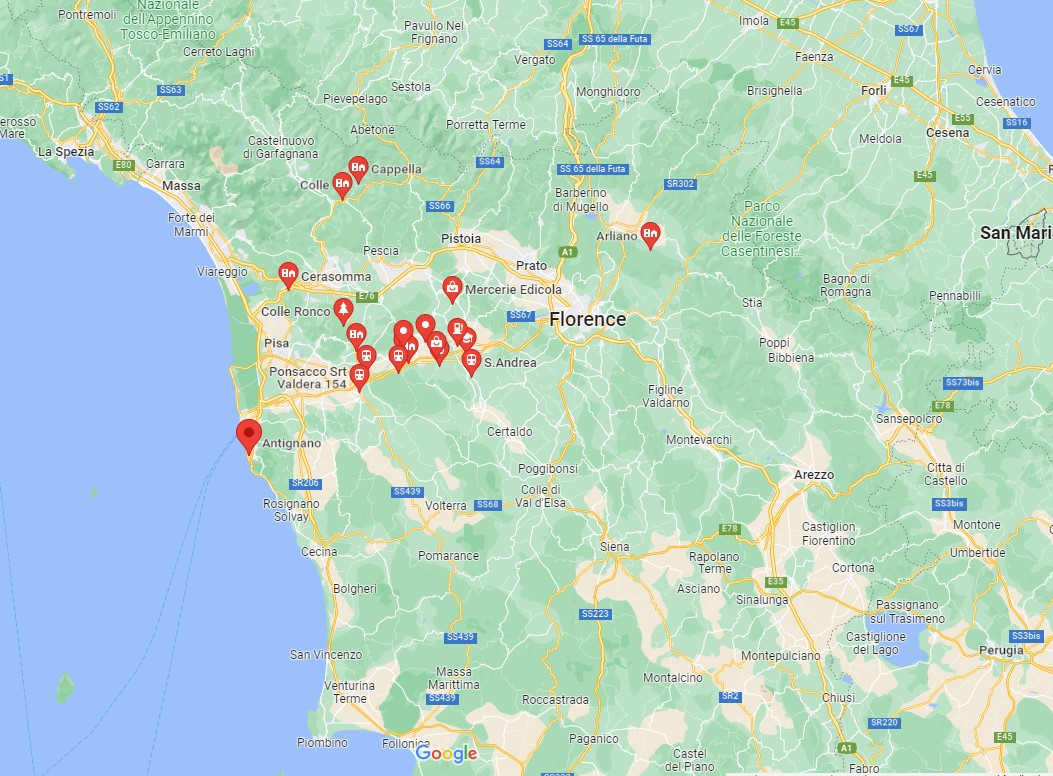 Nazionale
dell'Appennino
Tosco-Emiliano
Pontremoli
Pavullo Nel
Frignano
Imola
E45
SS67
SS64
SS 65 della Futa
Cerreto Laghi
Vergato
Faenza
Cervia
S1
SS63
Sestola
Monghidoro
Brisighella
Forlì
E45
SS62
Pievepelago
Cesenatico
E55
SS16
erosso
Mare
Abetone
Porretta Terme
Meldola
Cesena
La Spezia
Castelnuovo
di Garfagnana
E80
Carrara
SS64
SS 65 della Futa
Cappella
Colle
Massa
SR302
E45
Barberino
di Mugello
SS66
Parco
Nazionale
delle Foreste
Casentinesi...
Forte dei
Marmi
San Mari
Pistoia
Arliano
Pescia
A1
Prato
Viareggio
Cerasomma
Bagno di
Romagna
Mercerie Edicola
E76
Pennabilli
Stia
Colle Ronco
SS67
Florence
Pisa
Poppi
Bibbiena
S.Andrea
Ponsacco Srt
Valdera 154
SS73bis
Figline
Valdarno
E78
Sansepolcro
Antignano
Certaldo
Montevarchi
Poggibonsi
Arezzo
Citta di
Castello
SR206
SS439
Colle di
Val d'Elsa
Rosignano
Solvay
Volterra
SS68
SS3bis
Montone
E78
Castiglion
Fiorentino
Cecina
Siena
Umbertide
Pomarance
Rapolano
Terme
Cortona
E35
Bolgheri
Asciano
Sinalunga
Passignano
sul Trasimeno
SS223
SS439
Castiglione
del Lago
SS3bis
Perugia
San Vincenzo
Montepulciano
Massa
Marittima
SS439
Montalcino
Venturina
Terme
Roccastrada
SR2
Chiusi
SR220
Piombino
Follonica
Google
Paganico
A1
E45
Castel
del Piano
Fabro